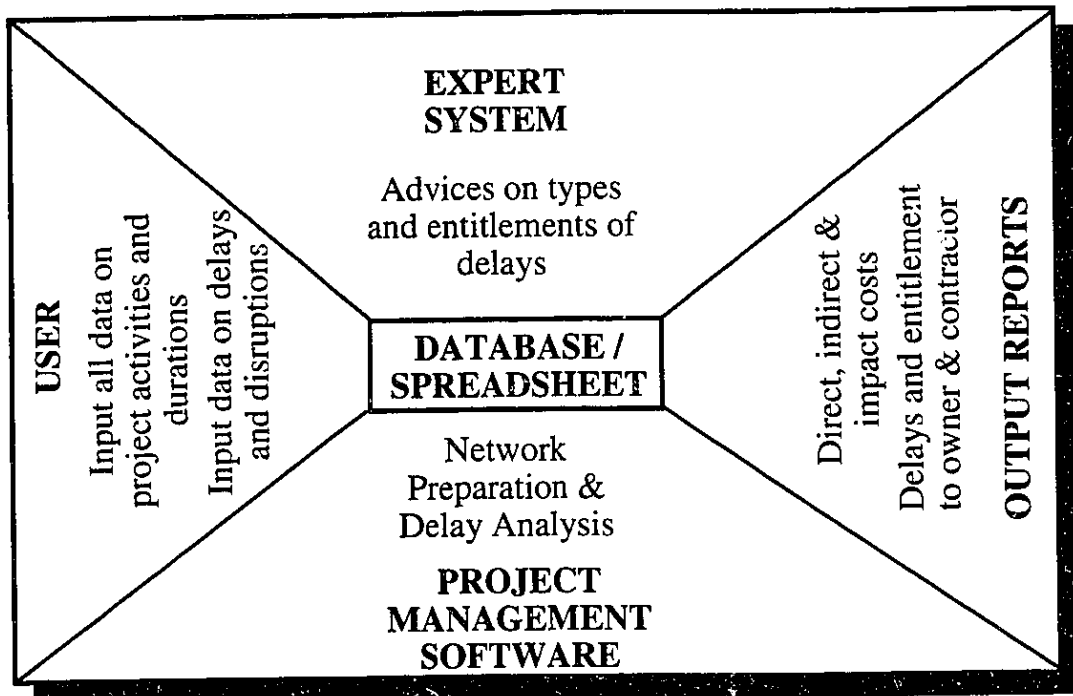 EXPERT
SYSTEM
Advices on types
and entitlements of
delays
USER
Input all data on
project activities and
durations
Input data on delays
and disruptions
DATABASE /
SPREADSHEET
Direct, indirect &
impact costs
Delays and entitlement
to owner & contractor
OUTPUT REPORTS
Network
Preparation &
Delay Analysis
PROJECT
MANAGEMENT
SOFTWARE